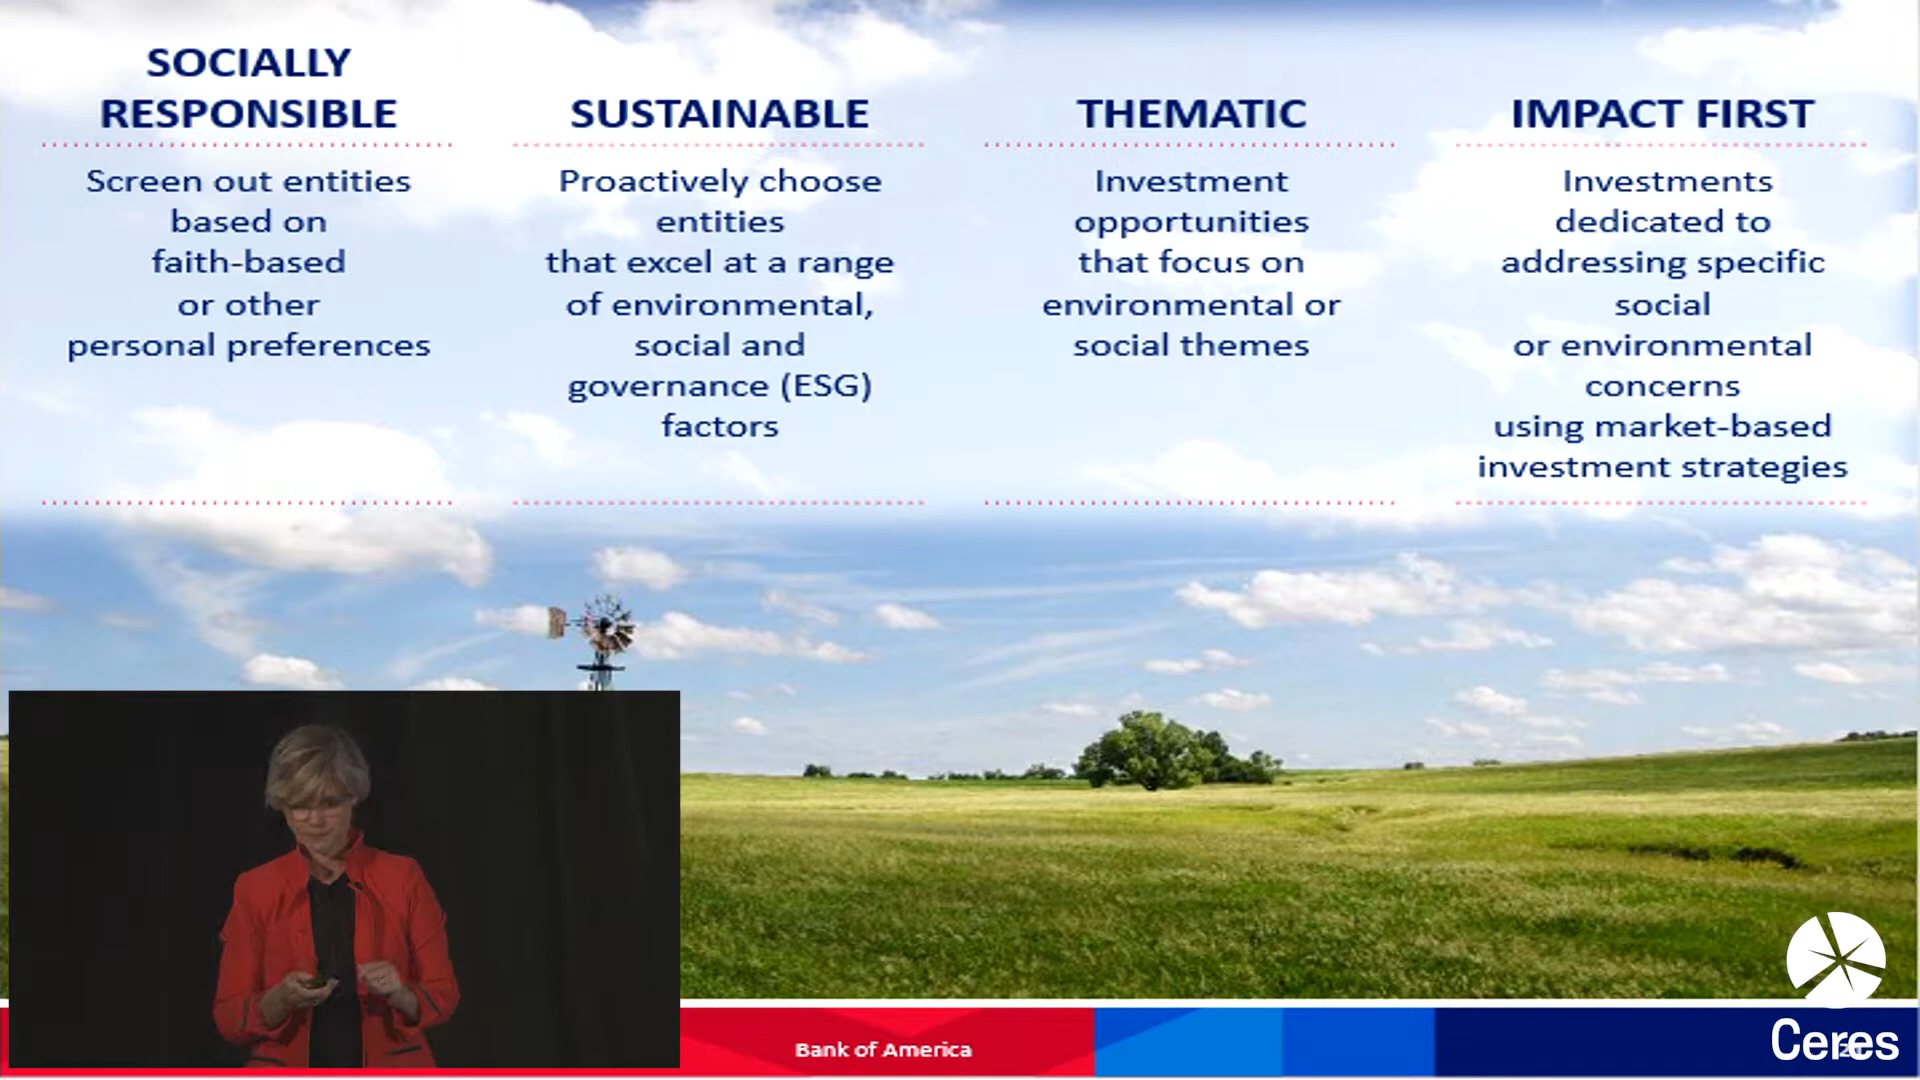 SOCIALLY
RESPONSIBLE
Screen out entities
based on
faith-based
or other
personal preferences
SUSTAINABLE
Proactively choose
entities
that excel at a range
of environmental,
social and
governance (ESG)
factors
THEMATIC
Investment
opportunities
that focus on
environmental or
social themes
IMPACT FIRST
Investments
dedicated to
addressing specific
social
or environmental
concerns
using market-based
investment strategies
Bank of America
Ceres